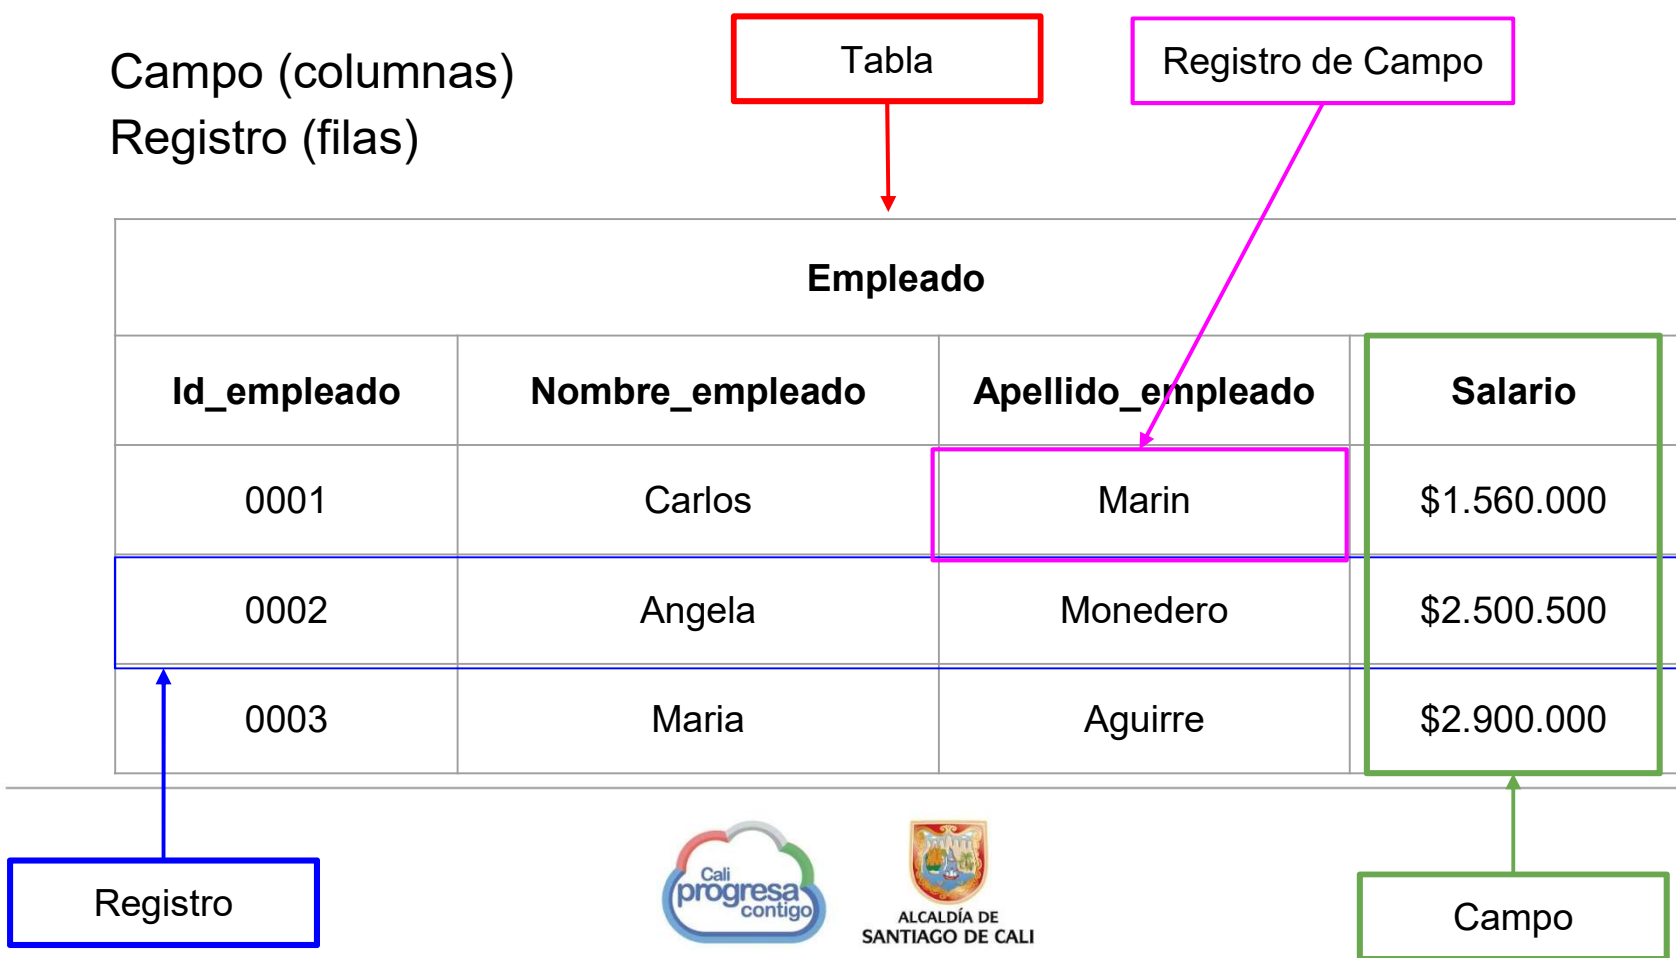 Campo (columnas)
Registro (filas)
Tabla
Registro de Campo
Empleado
Id_empleado Nombre_empleado Apellido_empleado Salario
0001 Carlos Marin $1.560.000
0002 Angela Monedero $2.500.500
0003 Maria Aguirre $2.900.000
Registro
Cali
progresa
contigo
ALCALDÍA DE
SANTIAGO DE CALI
Campo